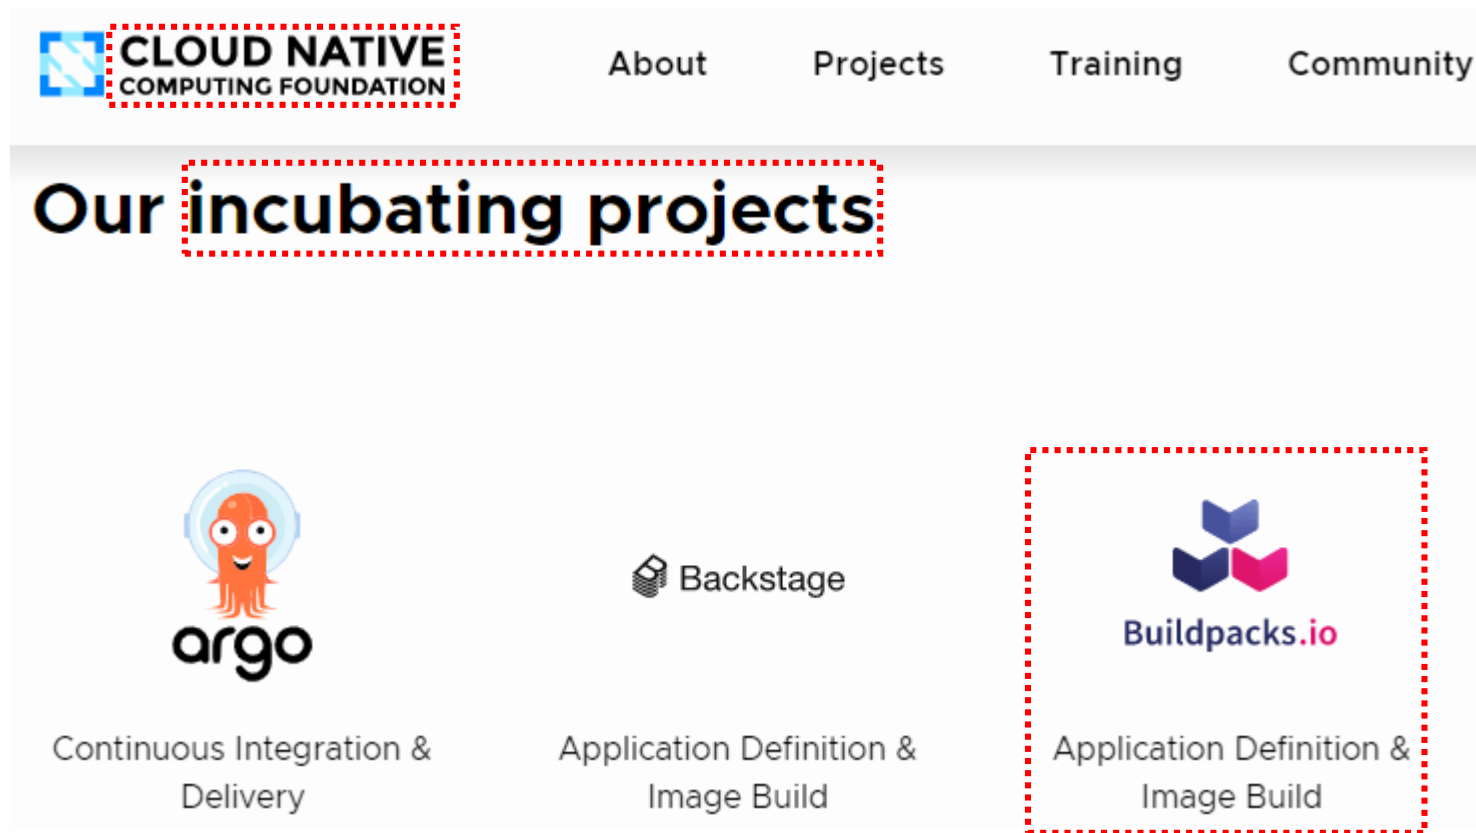 CLOUD NATIVE
COMPUTING FOUNDATION
About Projects Training Community
Our incubating projects
argo
Backstage
Buildpacks.io
Continuous Integration &
Delivery
Application Definition &
Image Build
Application Definition &
Image Build